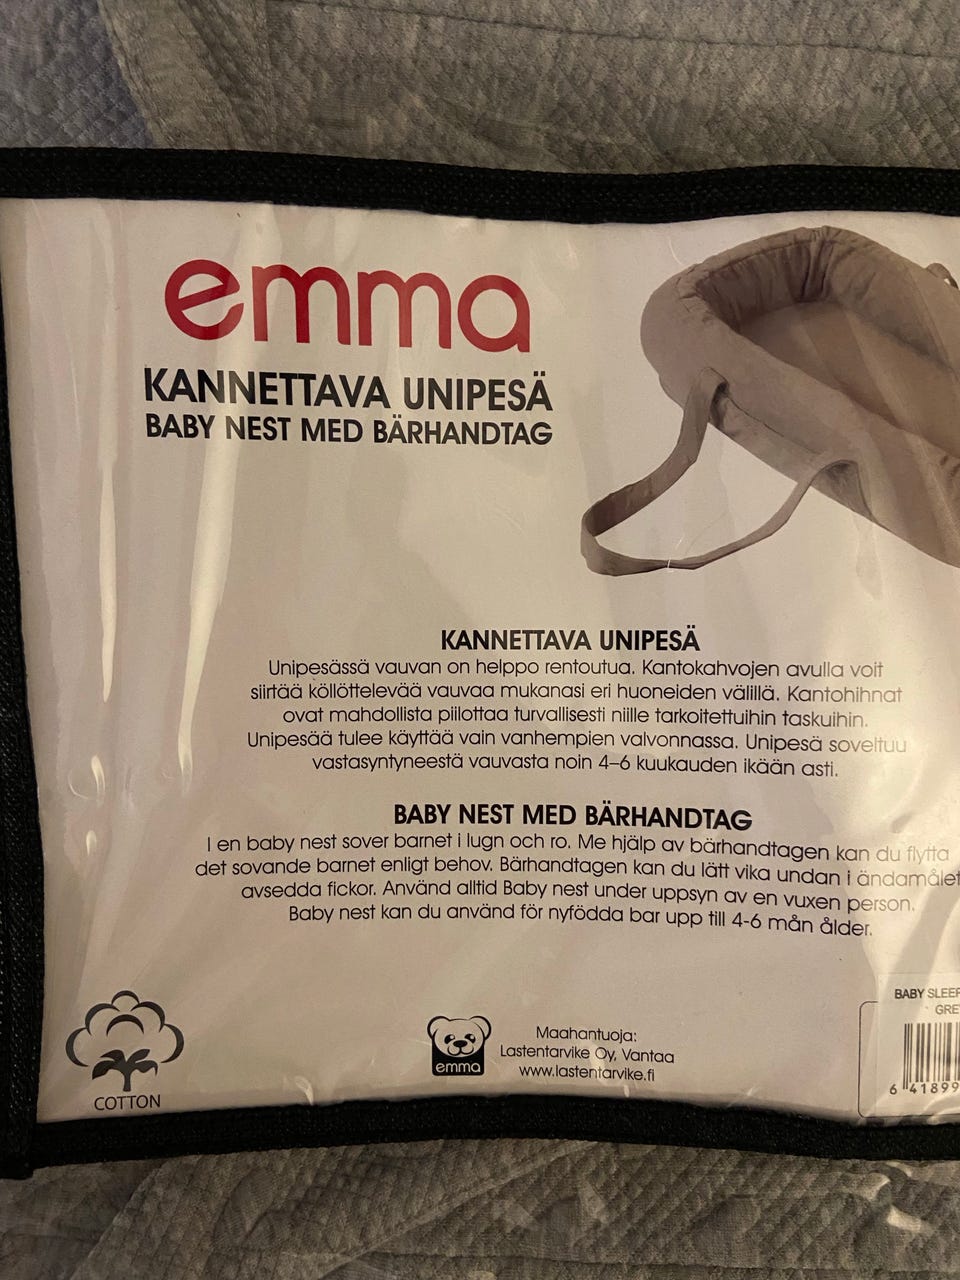 emma
KANNETTAVA UNIPESÄ
BABY NEST MED BÄRHANDTAG
KANNETTAVA UNIPESÄ
Unipesässä vauvan on helppo rentoutua. Kantokahvojen avulla voit
siirtää köllöttelevää vauvaa mukanasi eri huoneiden välillä. Kantohihnat
ovat mahdollista piilottaa turvallisesti niille tarkoitettuihin taskuihin.
Unipesää tulee käyttää vain vanhempien valvonnassa. Unipesä soveltuu
vastasyntyneestä vauvasta noin 4–6 kuukauden ikään asti.
BABY NEST MED BÄRHANDTAG
I en baby nest sover barnet i lugn och ro. Me hjälp av bärhandtagen kan du flytta
det sovande barnet enligt behov. Bärhandtagen kan du lätt vika undan i ändamålet
avsedda fickor. Använd alltid Baby nest under uppsyn av en vuxen person.
Baby nest kan du använd för nyfödda bar upp till 4-6 mån ålder.
COTTON
emma
Maahantuoja:
Lastentarvike Oy, Vantaa
www.lastentarvike.fi
BABY SLEEP
GRE
6 41899